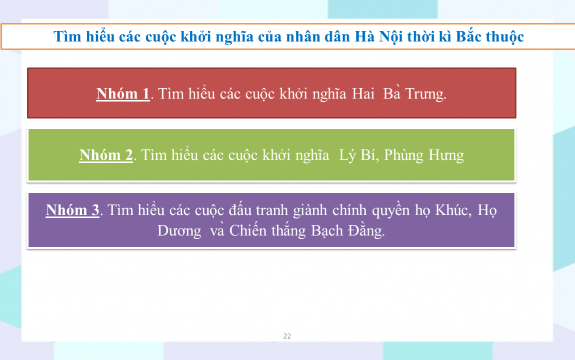 Tìm hiểu các cuộc khởi nghĩa của nhân dân Hà Nội thời kì Bắc thuộc
Nhóm 1. Tìm hiểu các cuộc khởi nghĩa Hai Bà Trưng.
Nhóm 2. Tìm hiểu các cuộc khởi nghĩa Lý Bí, Phùng Hưng
Nhóm 3. Tìm hiểu các cuộc đấu tranh giành chính quyền họ Khúc, Họ
Dương và Chiến thắng Bạch Đằng.
22